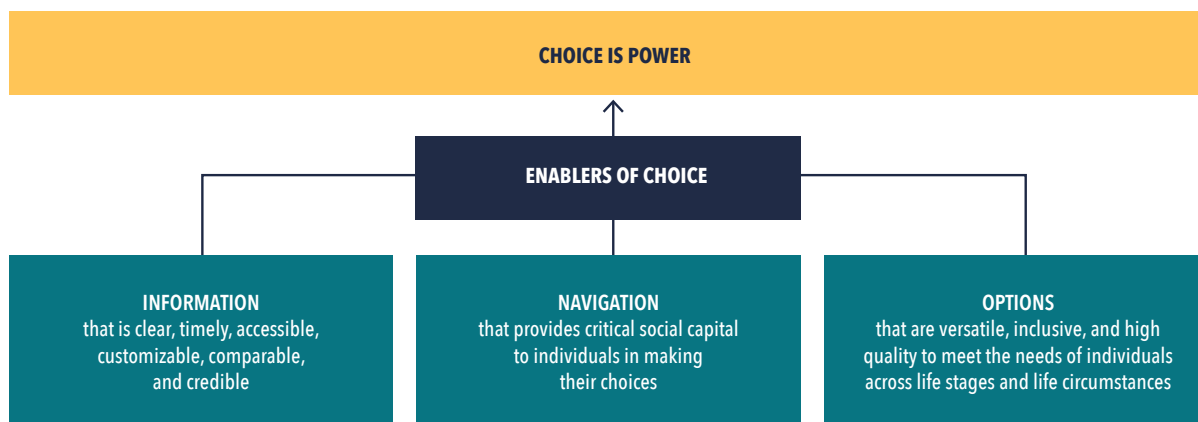 CHOICE IS POWER
ENABLERS OF CHOICE
INFORMATION
that is clear, timely, accessible,
customizable, comparable,
and credible
NAVIGATION
that provides critical social capital
to individuals in making
their choices
OPTIONS
that are versatile, inclusive, and high
quality to meet the needs of individuals
across life stages and life circumstances